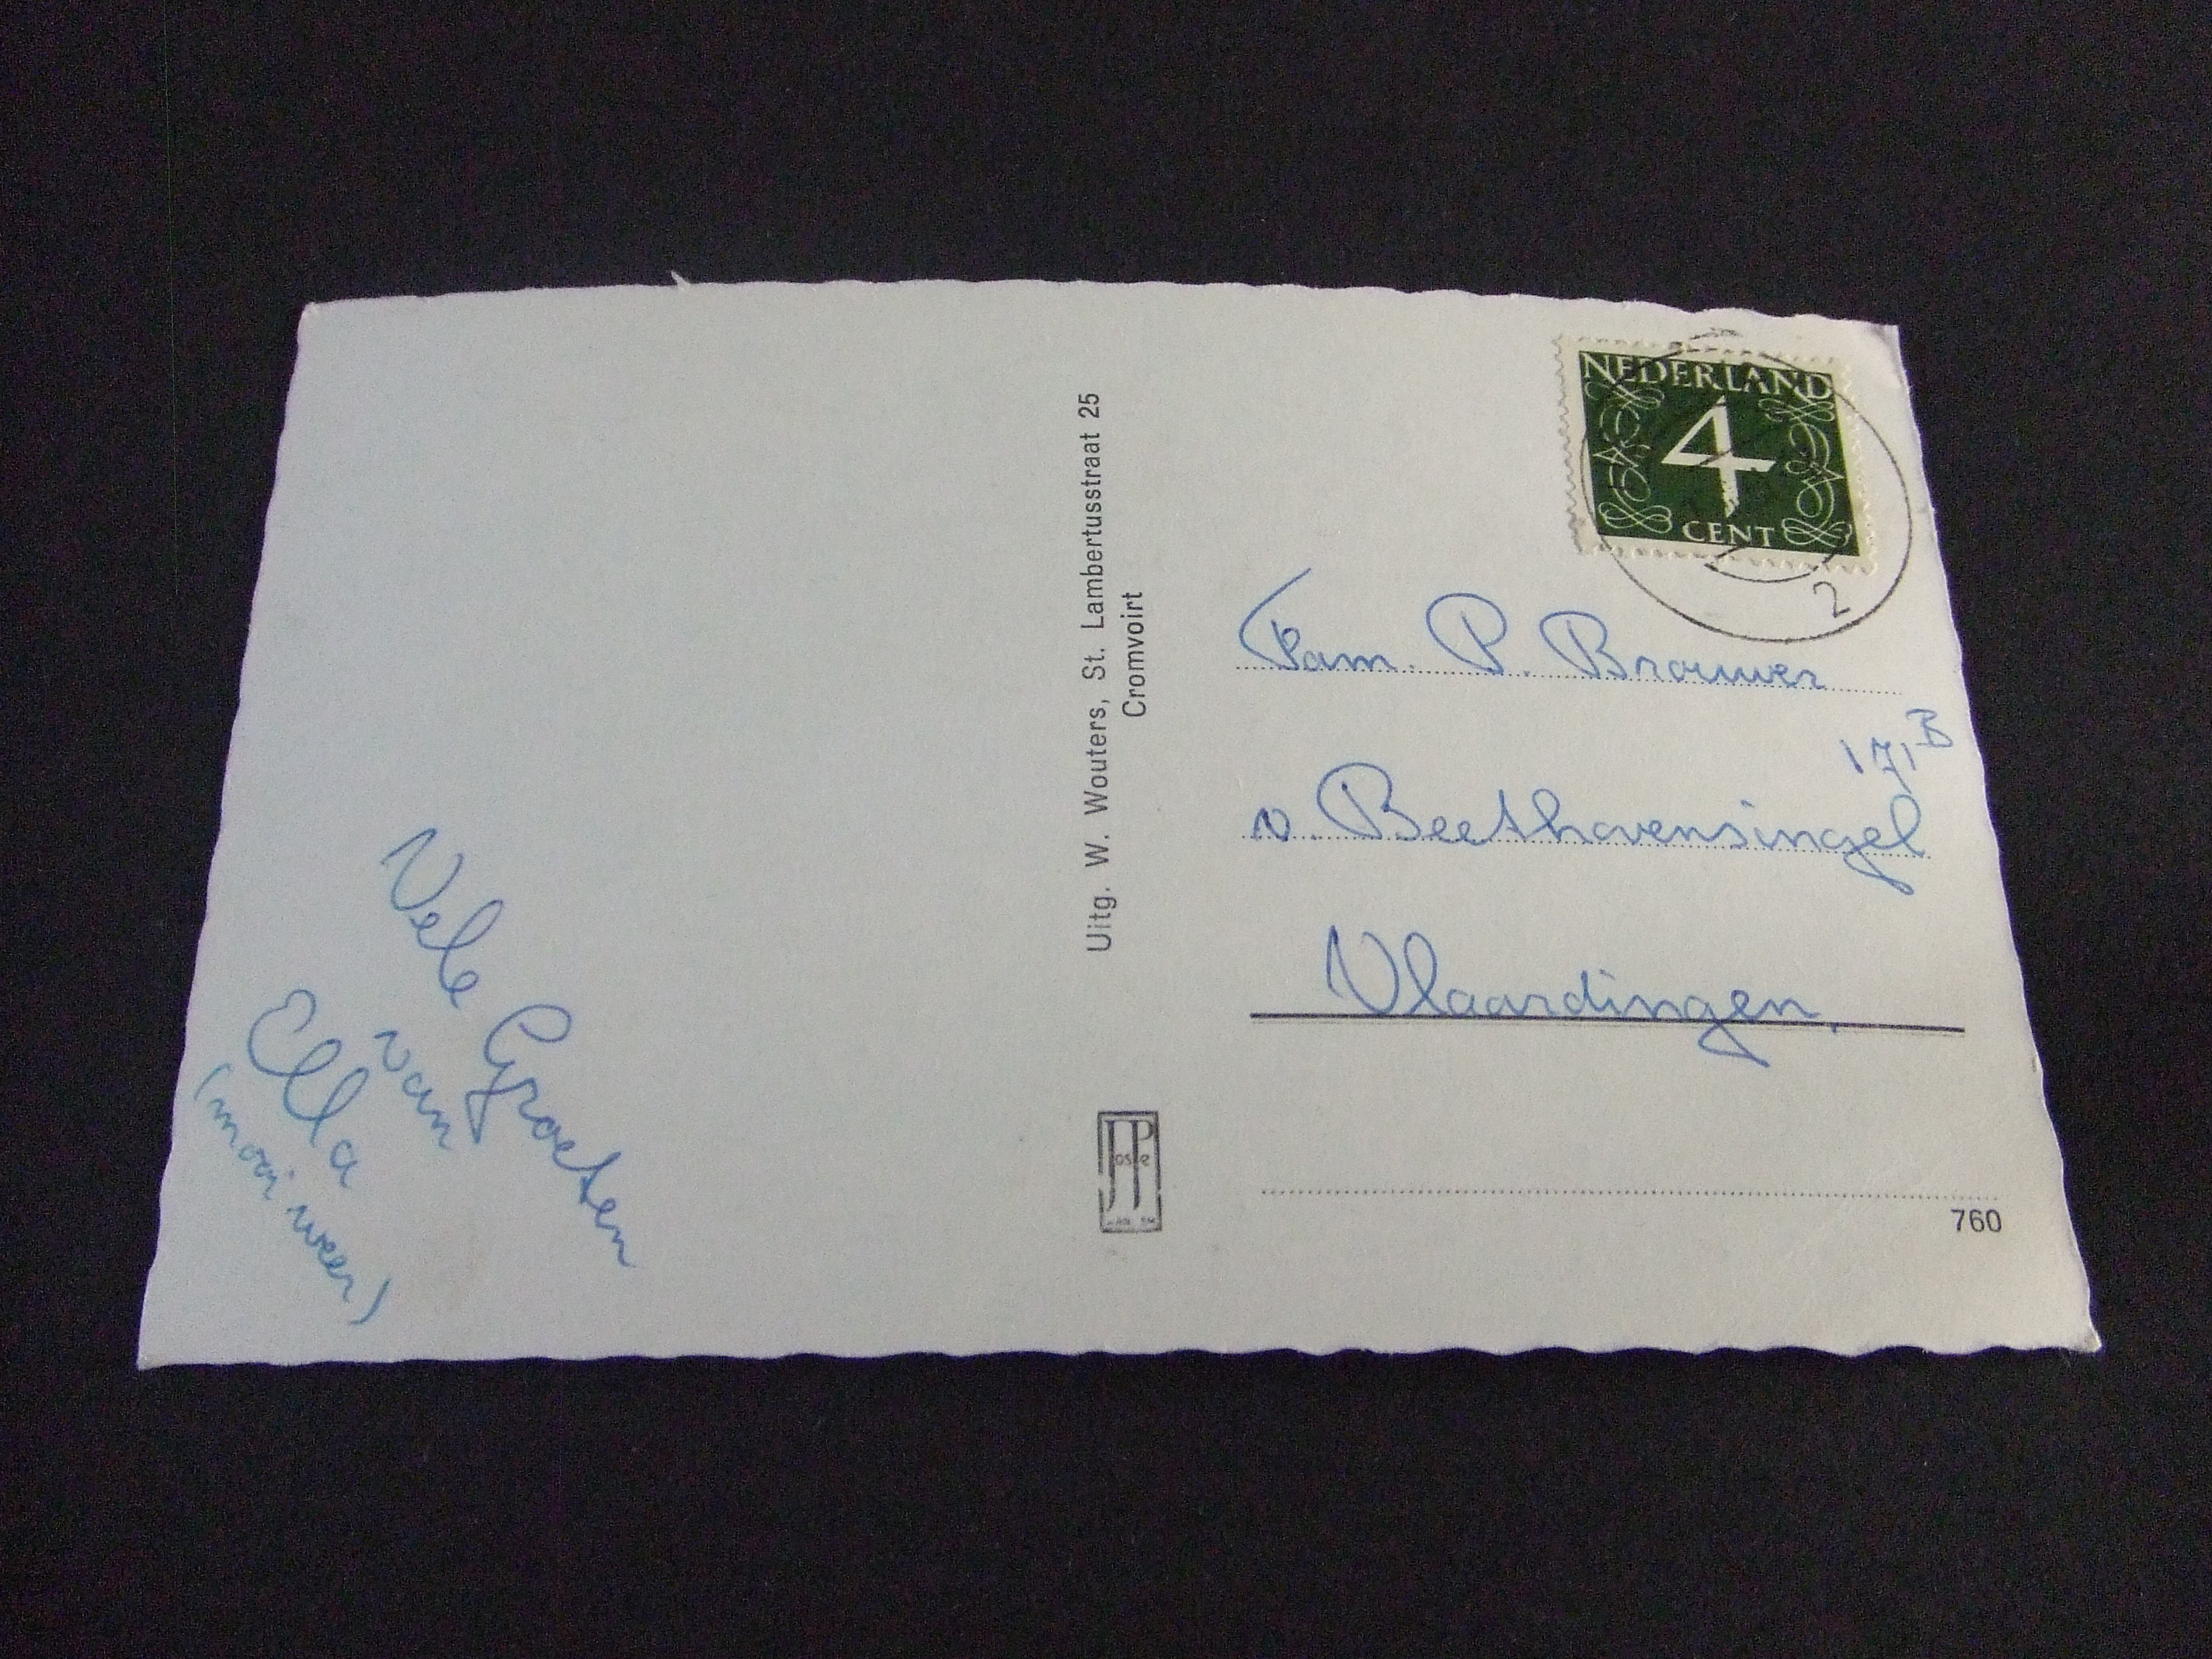 Vele Groeten
van
Ella
(mooi weer)
Uitg. W. Wouters, St. Lambertusstraat 25
Cromvoirt
JosPé
NEDERLAND
4
CENT
2
Fam. P. Brouwer
171B
v. Beethovensingel
Vlaardingen.
760